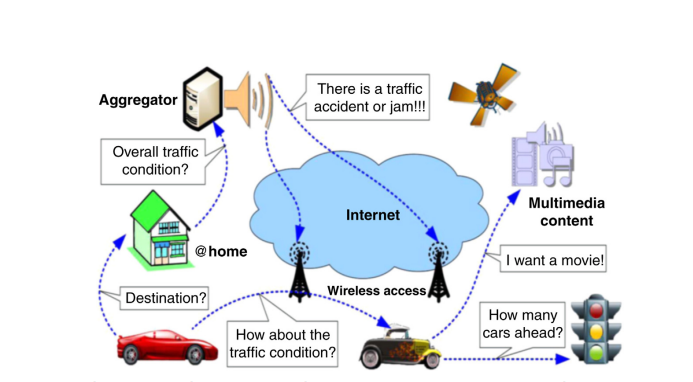 Aggregator
There is a traffic
accident or jam!!!
Overall traffic
condition?
Internet
Multimedia
content
@home
I want a movie!
Wireless access
Destination?
How about the
traffic condition?
How many
cars ahead?